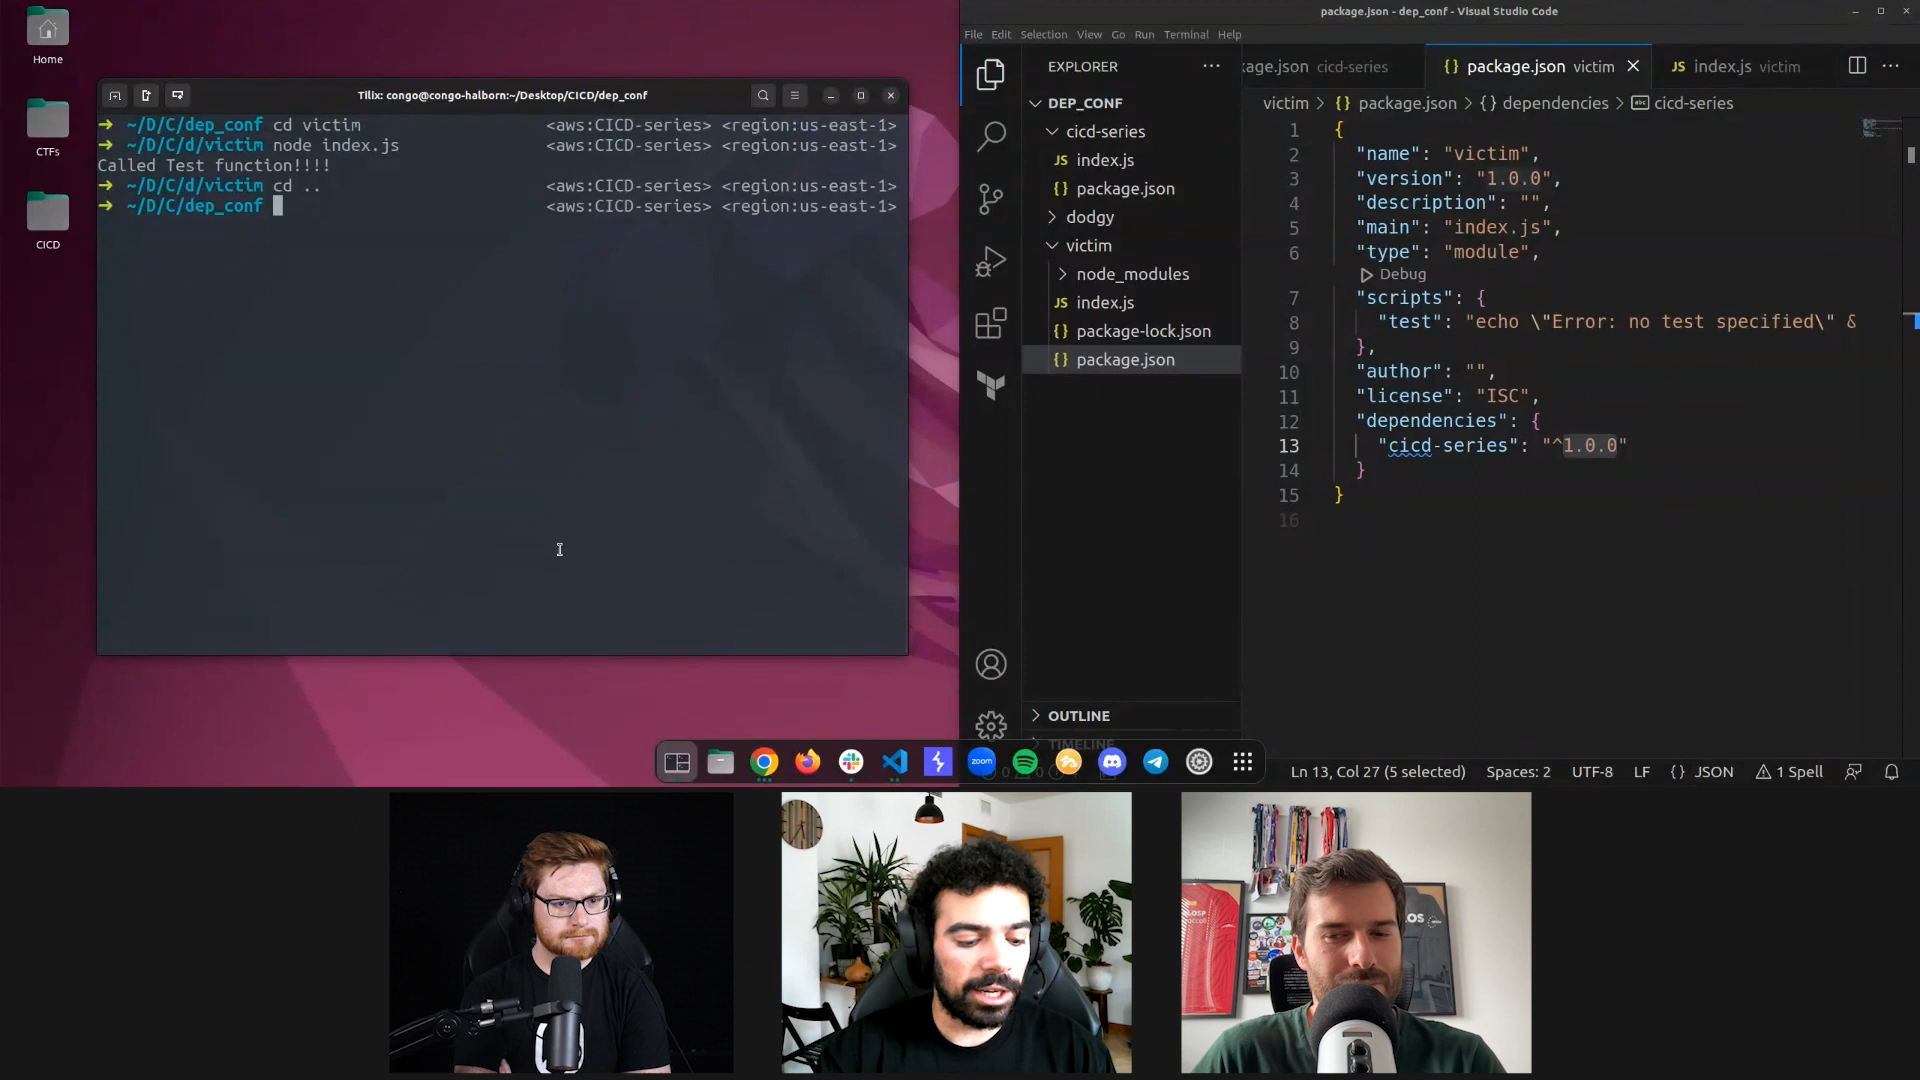 Home
CTFs
CICD
Tilix: congo@congo-halborn:~/Desktop/CICD/dep_conf
➜ ~/D/C/dep_conf cd victim <aws:CICD-series> <region:us-east-1>
➜ ~/D/C/d/victim node index.js <aws:CICD-series> <region:us-east-1>
Called Test function!!!!
➜ ~/D/C/d/victim cd .. <aws:CICD-series> <region:us-east-1>
➜ ~/D/C/dep_conf <aws:CICD-series> <region:us-east-1>
package.json - dep_conf - Visual Studio Code
File Edit Selection View Go Run Terminal Help
EXPLORER
DEP_CONF
cicd-series
JS index.js
{} package.json
dodgy
victim
node_modules
JS index.js
{} package-lock.json
{} package.json
OUTLINE
TIMELINE
kage.json cicd-series
{} package.json victim
JS index.js victim
victim > {} package.json > {} dependencies > abc cicd-series
1 {
2 "name": "victim",
3 "version": "1.0.0",
4 "description": "",
5 "main": "index.js",
6 "type": "module",
Debug
7 "scripts": {
8 "test": "echo \"Error: no test specified\" &
9 },
10 "author": "",
11 "license": "ISC",
12 "dependencies": {
13 "cicd-series": "^1.0.0"
14 }
15 }
16
zoom
Ln 13, Col 27 (5 selected) Spaces: 2 UTF-8 LF {} JSON 1 Spell